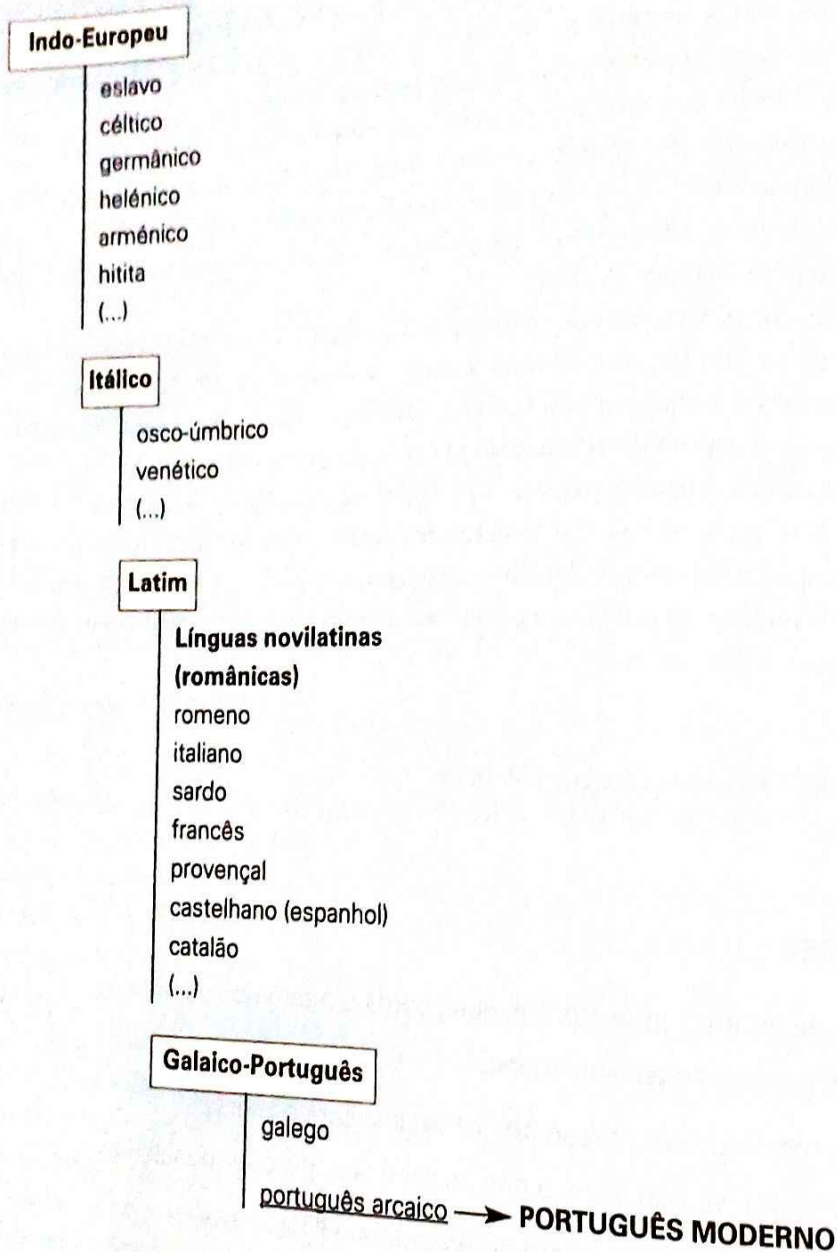 Indo-Europeu
eslavo
céltico
germânico
helénico
arménico
hitita
(...)
Itálico
osco-úmbrico
venético
(...)
Latim
Línguas novilatinas
(românicas)
romeno
italiano
sardo
francês
provençal
castelhano (espanhol)
catalão
(...)
Galaico-Português
galego
português arcaico → PORTUGUÊS MODERNO